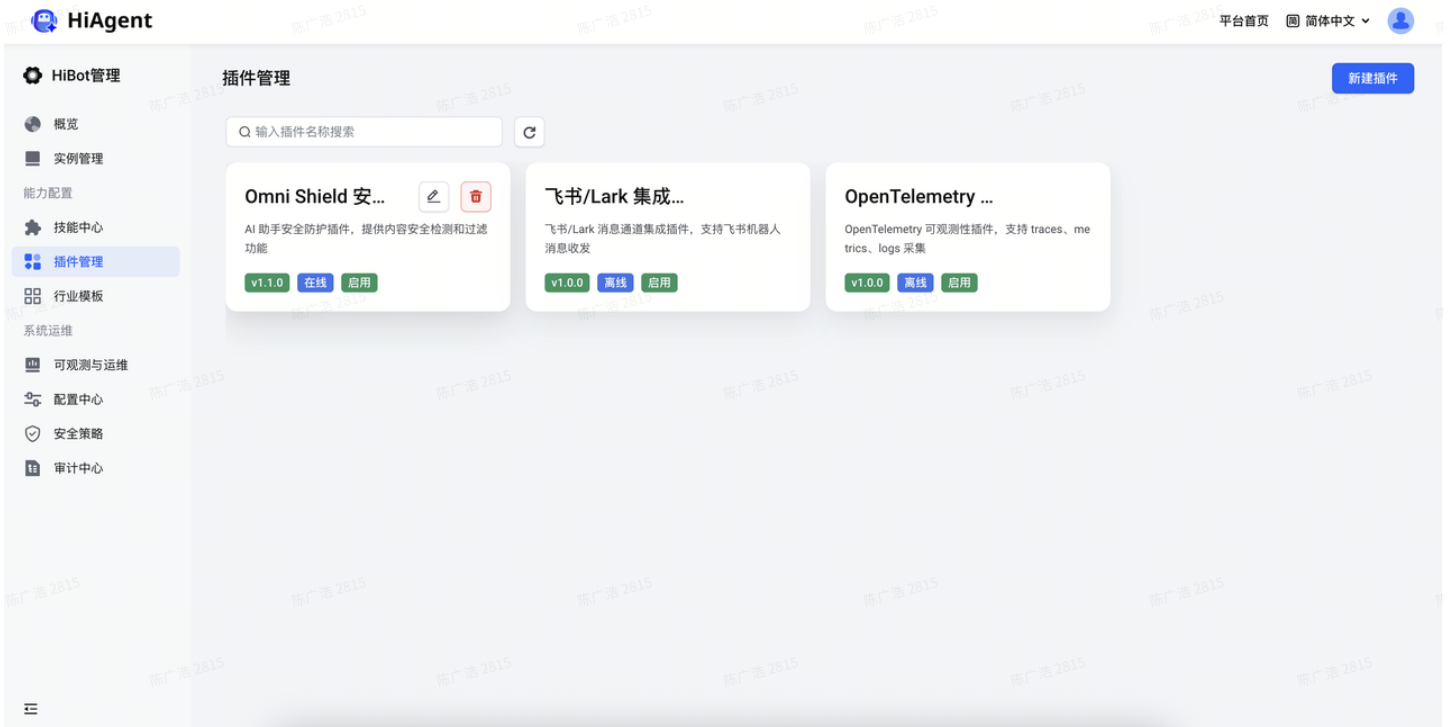 HiAgent
平台首页
简体中文
HiBot管理
概览
实例管理
能力配置
技能中心
插件管理
行业模板
系统运维
可观测与运维
配置中心
安全策略
审计中心
插件管理
新建插件
输入插件名称搜索
Omni Shield 安...
AI 助手安全防护插件，提供内容安全检测和过滤
功能
v1.1.0 在线 启用
飞书/Lark 集成...
飞书/Lark 消息通道集成插件，支持飞书机器人
消息收发
v1.0.0 离线 启用
OpenTelemetry ...
OpenTelemetry 可观测性插件，支持 traces、me
trics、logs 采集
v1.0.0 离线 启用
陈广浩 2815